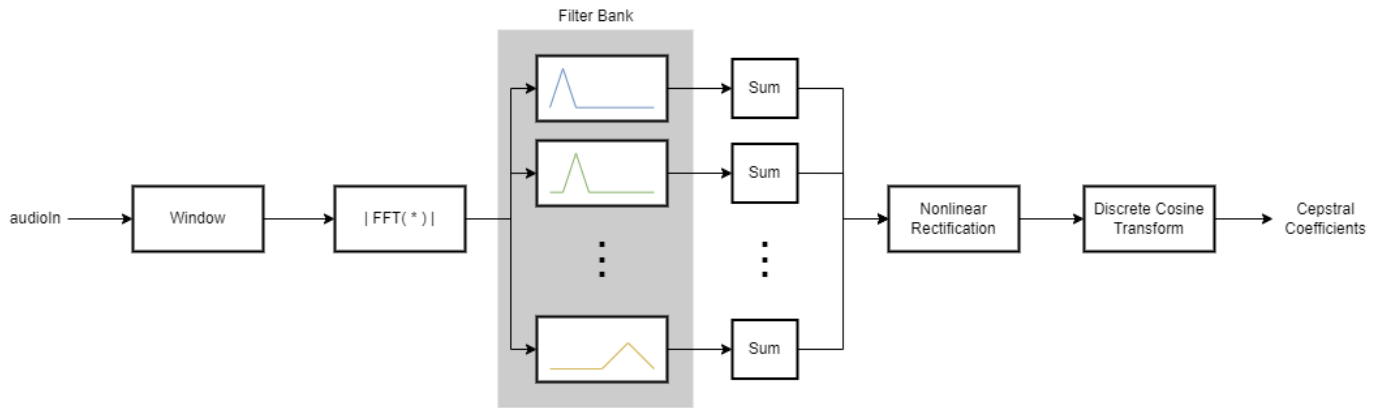 Filter Bank
Sum
Sum
audioIn
Window
| FFT( * ) |
Nonlinear
Rectification
Discrete Cosine
Transform
Cepstral
Coefficients
Sum